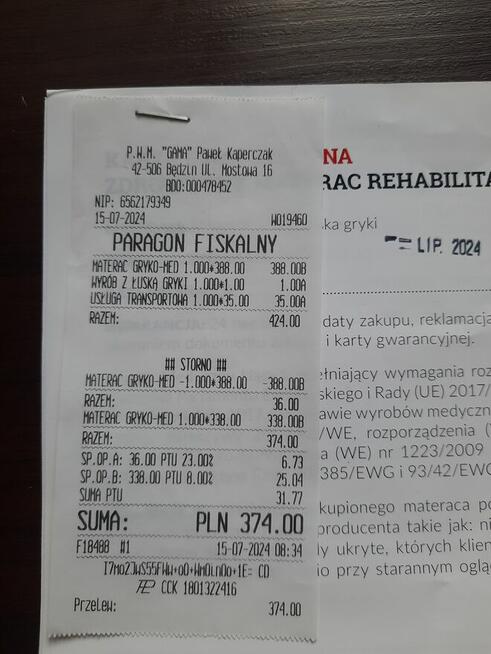 P.W.M. "GAMA" Paweł Kaperczak
42-506 Będzin UL. Mostowa 16
BDO:000478452
NIP: 6562179349
15-07-2024 W019460
PARAGON FISKALNY
MATERAC GRYKO-MED 1.000*388.00 388.00B
WYRÓB Z ŁUSKĄ GRYKI 1.000*1.00 1.00A
USŁUGA TRANSPORTOWA 1.000*35.00 35.00A
RAZEM: 424.00
## STORNO ##
MATERAC GRYKO-MED -1.000*388.00 -388.00B
RAZEM: 36.00
MATERAC GRYKO-MED 1.000*338.00 338.00B
RAZEM: 374.00
SP.OP.A: 36.00 PTU 23.00% 6.73
SP.OP.B: 338.00 PTU 8.00% 25.04
SUMA PTU 31.77
SUMA: PLN 374.00
F18488 #1 15-07-2024 08:34
CCK 1801322416
Przelew: 374.00
NA
RAC REHABILITA
ka gryki
LIP. 2024
daty zakupu, reklamacja
i karty gwarancyjnej.
łniający wymagania roz
skiego i Rady (UE) 2017/
awie wyrobów medyczn
/WE, rozporządzenia (
a (WE) nr 1223/2009
385/EWG i 93/42/EW
kupionego materaca po
producenta takie jak: ni
dy ukryte, których klien
io przy starannym oglą